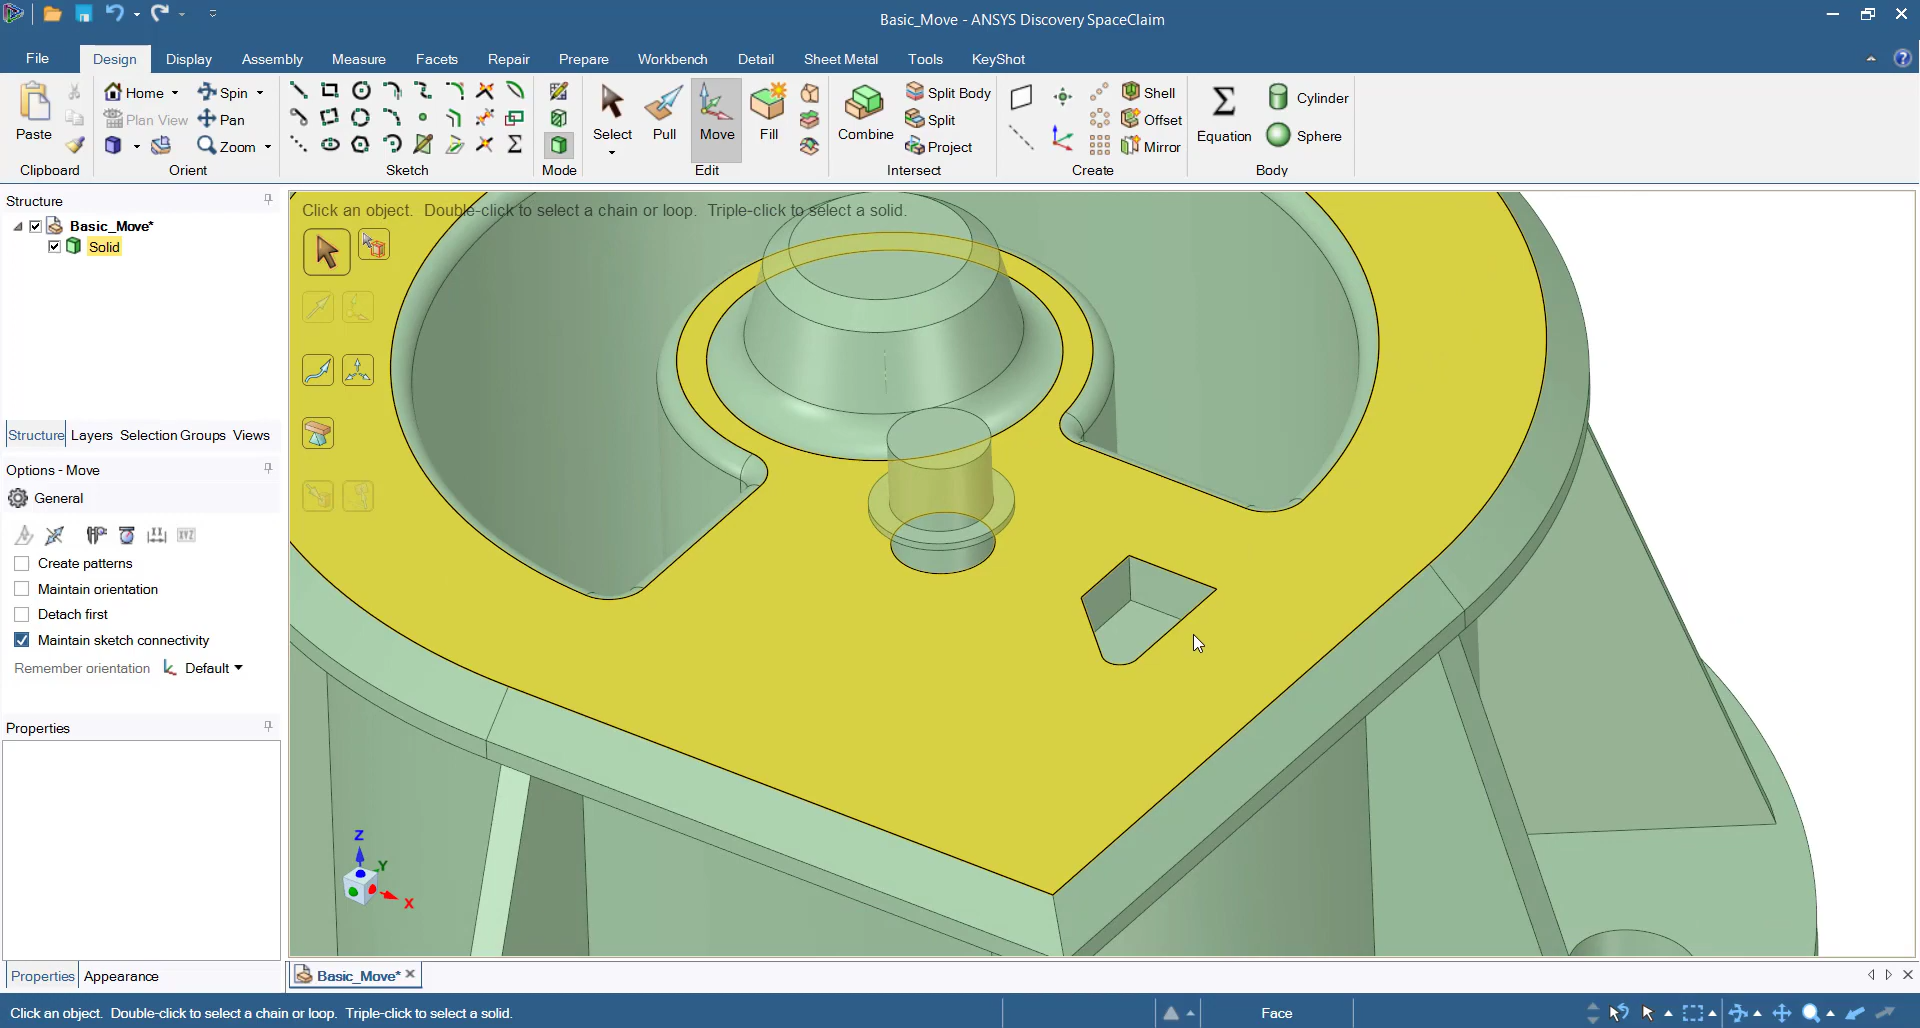 Basic_Move - ANSYS Discovery SpaceClaim
File Design Display Assembly Measure Facets Repair Prepare Workbench Detail Sheet Metal Tools KeyShot
Paste
Clipboard
Home Spin
Plan View Pan
Zoom
Orient
Sketch
Mode
Select Pull Move Fill
Edit
Combine
Split Body
Split
Project
Intersect
Shell
Offset
Mirror
Create
Equation
Cylinder
Sphere
Body
Structure
Basic_Move*
Solid
Structure Layers Selection Groups Views
Options - Move
General
XYZ
Create patterns
Maintain orientation
Detach first
Maintain sketch connectivity
Remember orientation Default
Properties
Properties Appearance
Click an object. Double-click to select a chain or loop. Triple-click to select a solid.
Z
Y
X
Basic_Move*
Click an object. Double-click to select a chain or loop. Triple-click to select a solid.
Face